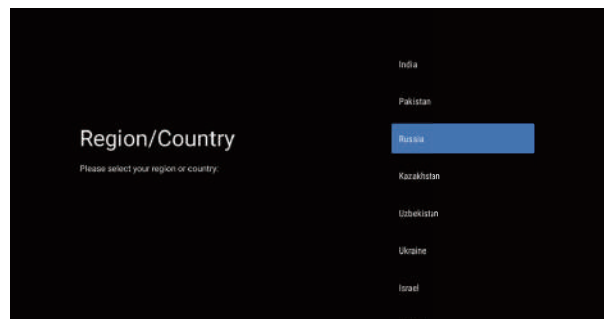 India
Pakistan
Region/Country
Russia
Please select your region or country:
Kazakhstan
Uzbekistan
Ukraine
Israel